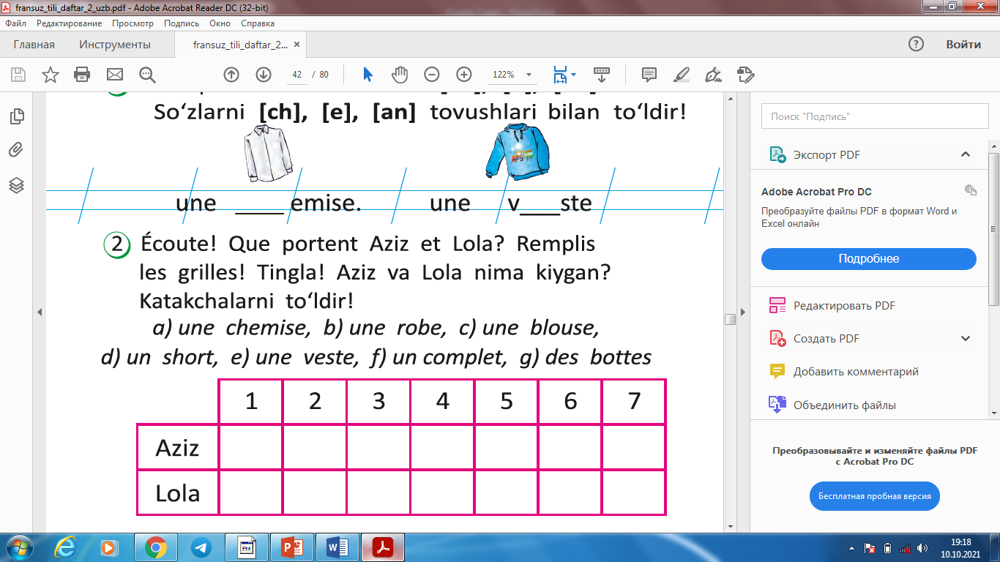 fransuz_tili_daftar_2_uzb.pdf - Adobe Acrobat Reader DC (32-bit)
Файл Редактирование Просмотр Подпись Окно Справка
Главная Инструменты fransuz_tili_daftar_2... × ? Войти
42 / 80 122%
So‘zlarni [ch], [e], [an] tovushlari bilan to‘ldir!
une ____ emise. une v___ste
2 Écoute! Que portent Aziz et Lola? Remplis
les grilles! Tingla! Aziz va Lola nima kiygan?
Katakchalarni to‘ldir!
a) une chemise, b) une robe, c) une blouse,
d) un short, e) une veste, f) un complet, g) des bottes
1 2 3 4 5 6 7
Aziz
Lola
Поиск "Подпись"
Экспорт PDF
Adobe Acrobat Pro DC
Преобразуйте файлы PDF в формат Word и
Excel онлайн
Подробнее
Редактировать PDF
Создать PDF
Добавить комментарий
Объединить файлы
Преобразовывайте и изменяйте файлы PDF
с Acrobat Pro DC
Бесплатная пробная версия
19:18
10.10.2021